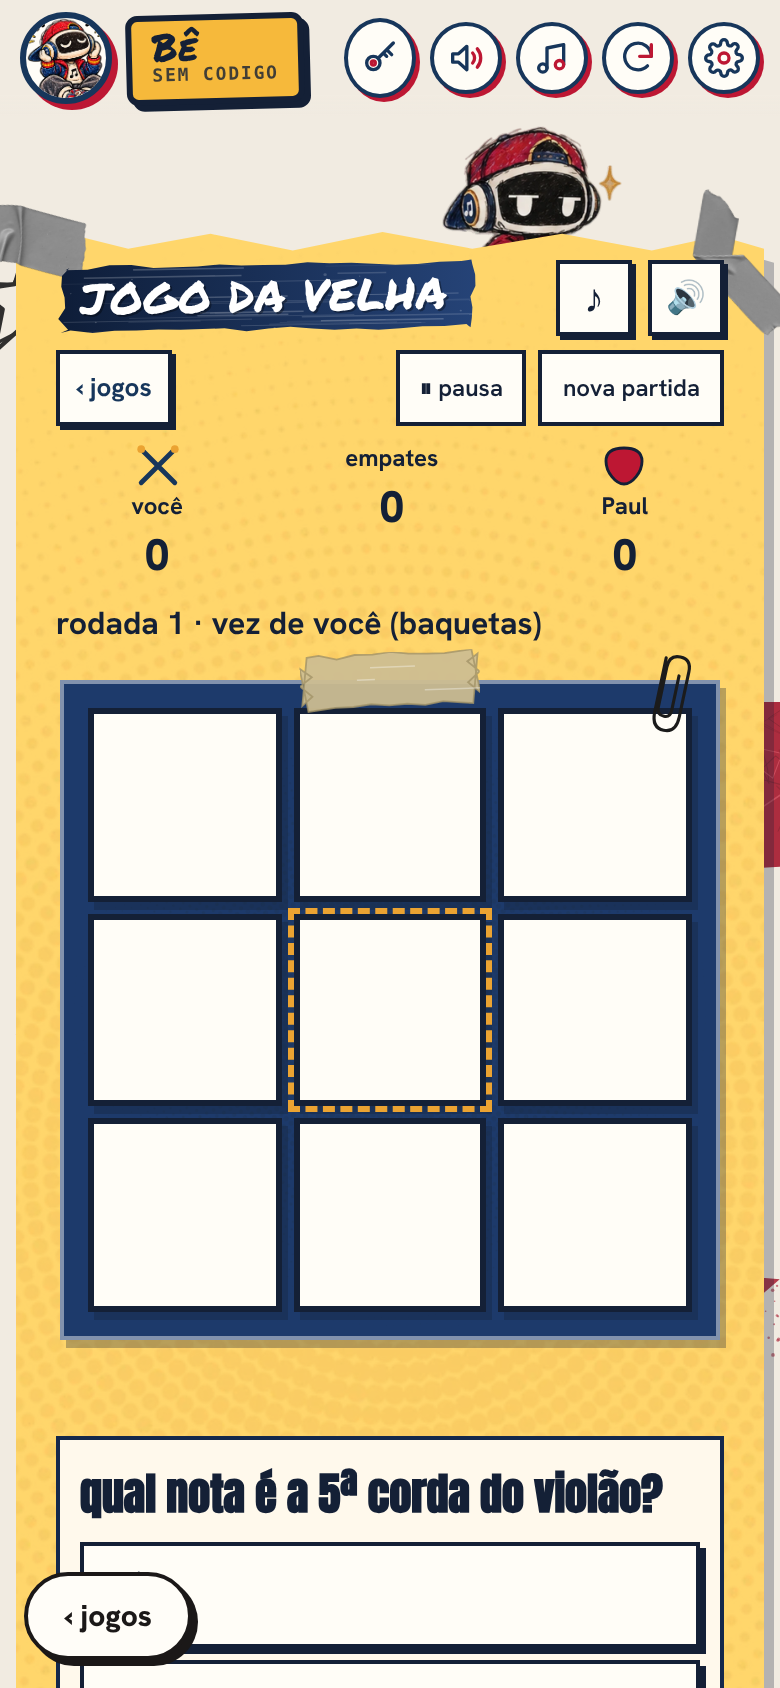 BÊ
SEM CODIGO
JOGO DA VELHA
‹ jogos
pausa
nova partida
você
0
empates
0
Paul
0
rodada 1 · vez de você (baquetas)
qual nota é a 5ª corda do violão?
‹ jogos